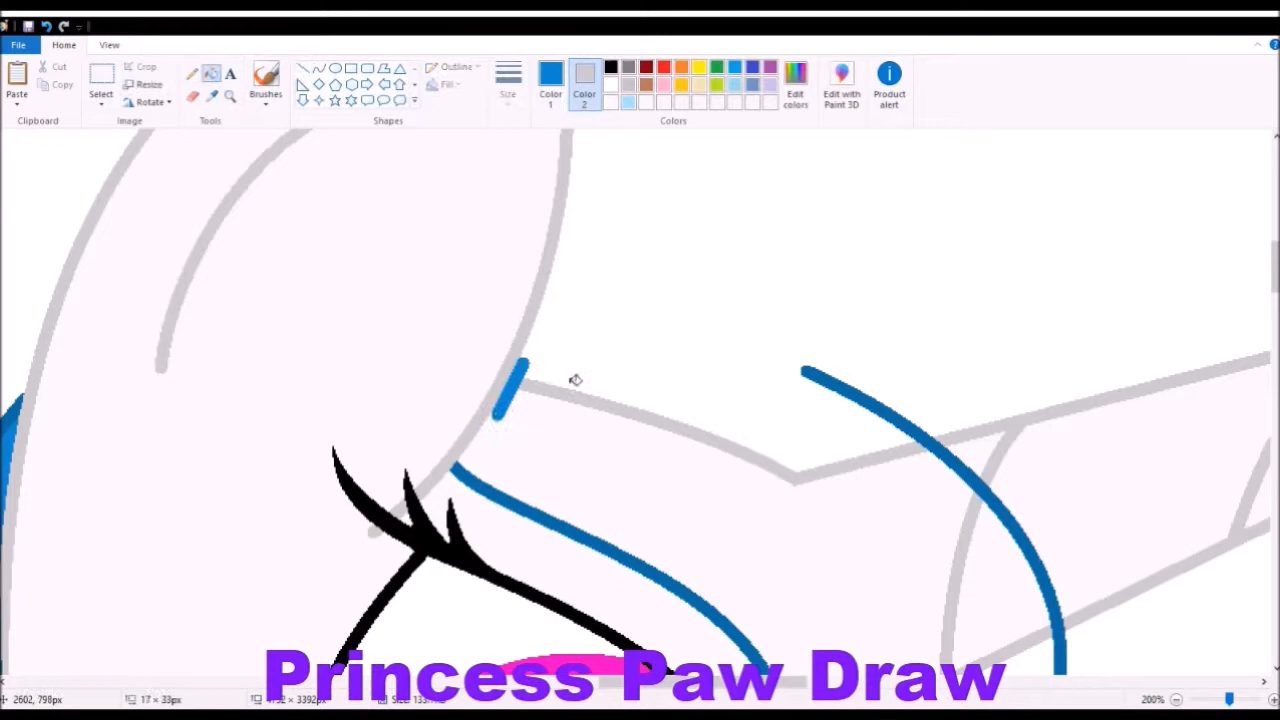 File Home View
Cut
Copy
Paste
Clipboard
Crop
Resize
Rotate
Select
Image
Tools
Brushes
Outline
Fill
Shapes
Size
Color 1
Color 2
Edit colors
Colors
Edit with Paint 3D
Product alert
Princess Paw Draw
2602, 798px 17 × 33px 200%